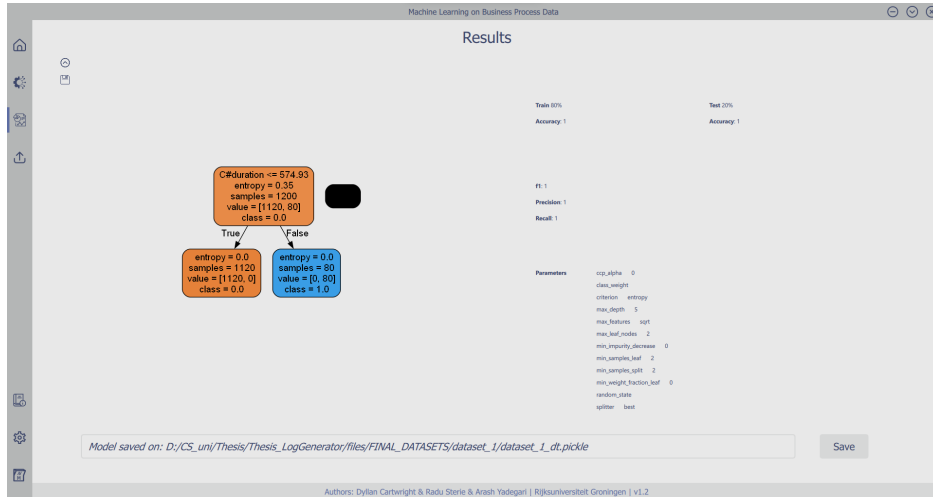 Machine Learning on Business Process Data
Results
Train 80%
Test 20%
Accuracy: 1
Accuracy: 1
C#duration <= 574.93
entropy = 0.35
samples = 1200
value = [1120, 80]
class = 0.0
True
False
entropy = 0.0
samples = 1120
value = [1120, 0]
class = 0.0
entropy = 0.0
samples = 80
value = [0, 80]
class = 1.0
F1: 1
Precision: 1
Recall: 1
Parameters
ccp_alpha 0
class_weight
criterion entropy
max_depth 5
max_features sqrt
max_leaf_nodes 2
min_impurity_decrease 0
min_samples_leaf 2
min_samples_split 2
min_weight_fraction_leaf 0
random_state
splitter best
Model saved on: D:/CS_uni/Thesis/Thesis_LogGenerator/files/FINAL_DATASETS/dataset_1/dataset_1_dt.pickle
Save
Authors: Dyllan Cartwright & Radu Sterie & Arash Yadegari | Rijksuniversiteit Groningen | v1.2